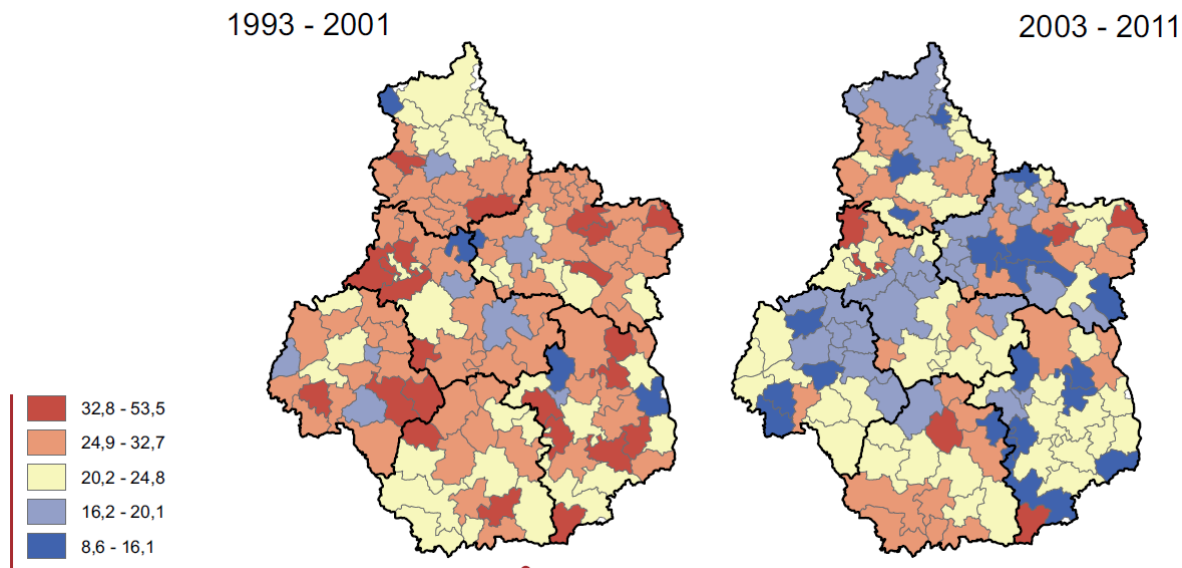 1993 - 2001
2003 - 2011
32,8 - 53,5
24,9 - 32,7
20,2 - 24,8
16,2 - 20,1
8,6 - 16,1